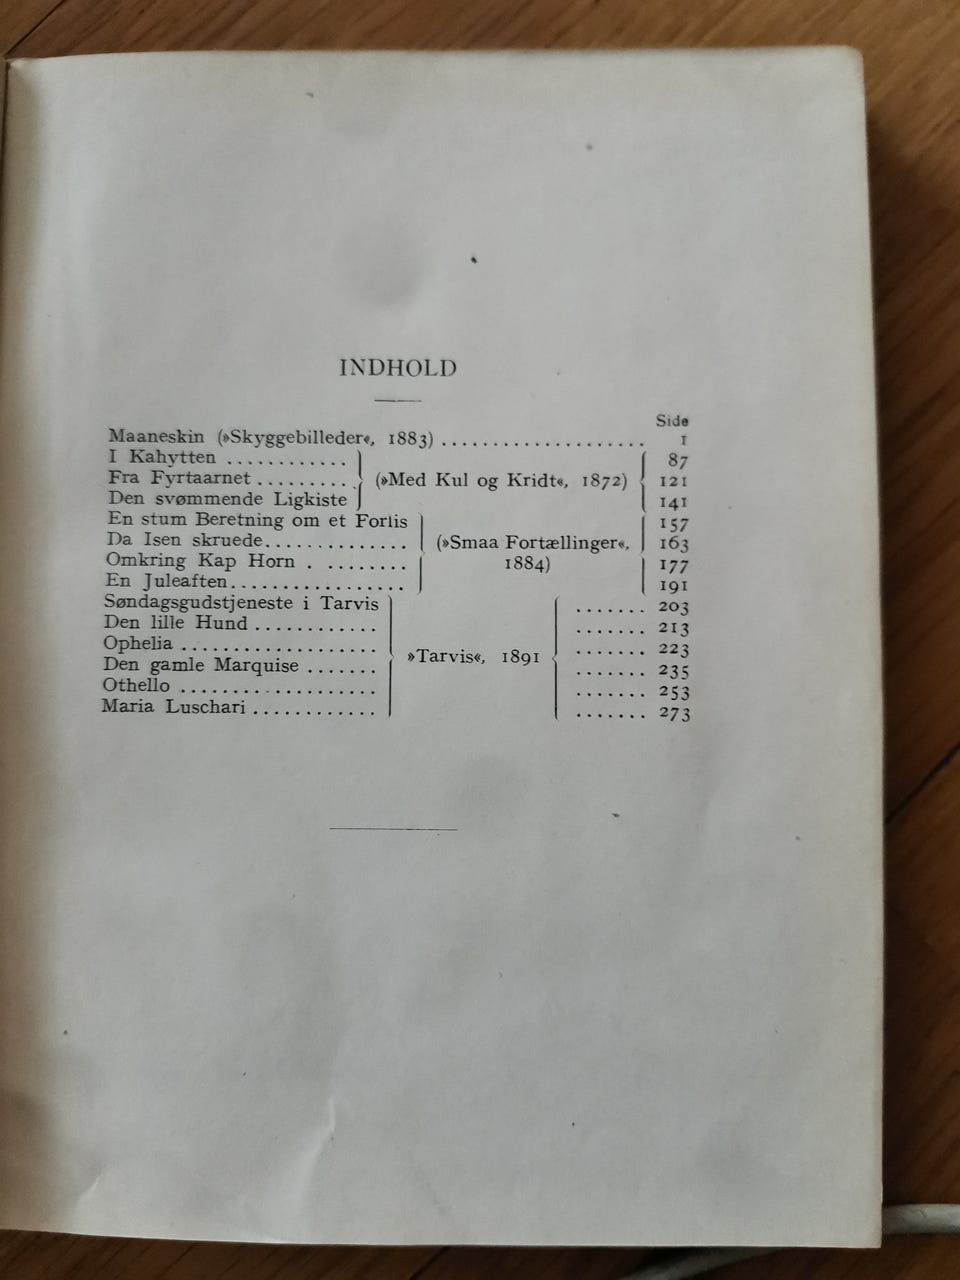 INDHOLD
Side
Maaneskin (»Skyggebilleder«, 1883) .................... 1
I Kahytten ............ 87
Fra Fyrtaarnet ......... (»Med Kul og Kridt«, 1872) 121
Den svømmende Ligkiste 141
En stum Beretning om et Forlis 157
Da Isen skruede.............. (»Smaa Fortællinger«, 163
Omkring Kap Horn . ........ 1884) 177
En Juleaften................. 191
Søndagsgudstjeneste i Tarvis ....... 203
Den lille Hund ............ ....... 213
Ophelia ................... ....... 223
Den gamle Marquise ....... »Tarvis«, 1891 ....... 235
Othello ................... ....... 253
Maria Luschari ............ ....... 273